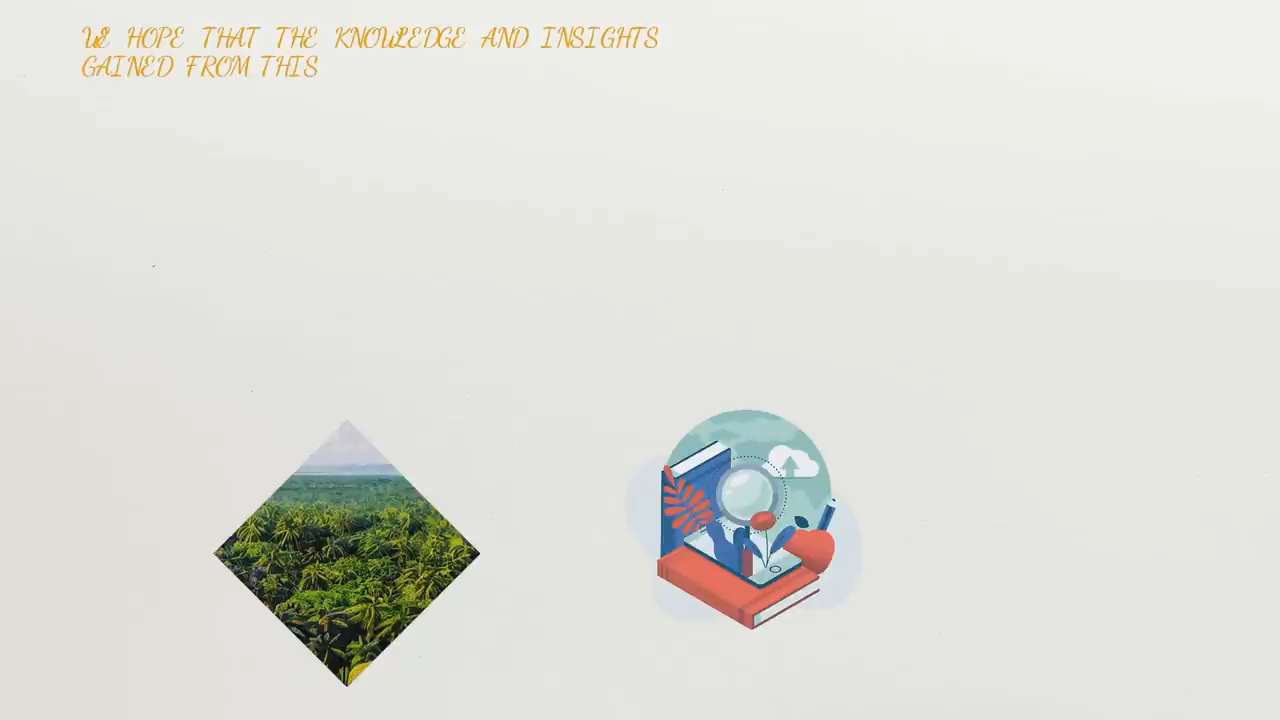 WE HOPE THAT THE KNOWLEDGE AND INSIGHTS
GAINED FROM THIS